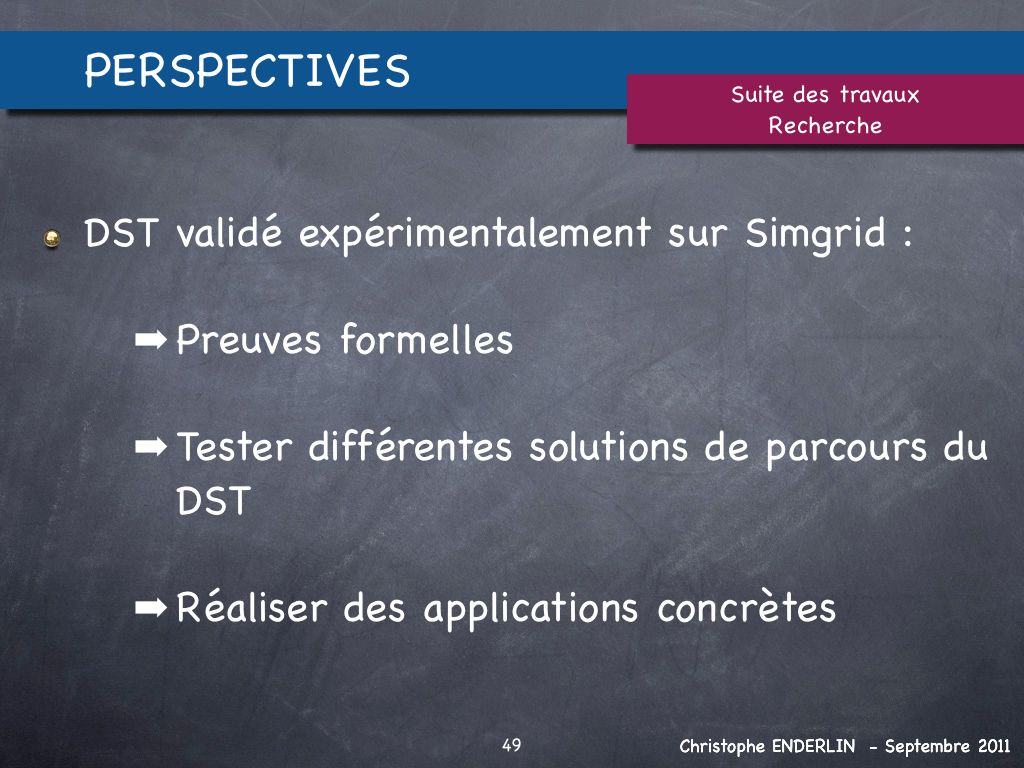 PERSPECTIVES
Suite des travaux
Recherche
DST validé expérimentalement sur Simgrid :
➡ Preuves formelles
➡ Tester différentes solutions de parcours du
DST
➡ Réaliser des applications concrètes
49
Christophe ENDERLIN - Septembre 2011